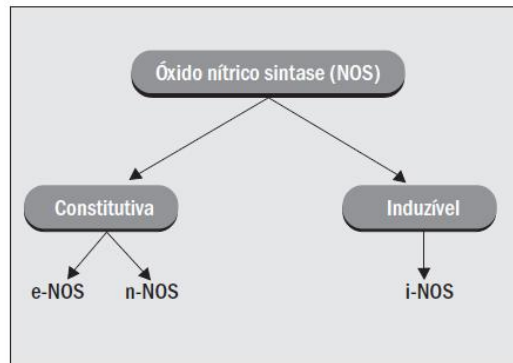 Óxido nítrico sintase (NOS)
Constitutiva
Induzível
e-NOS
n-NOS
i-NOS